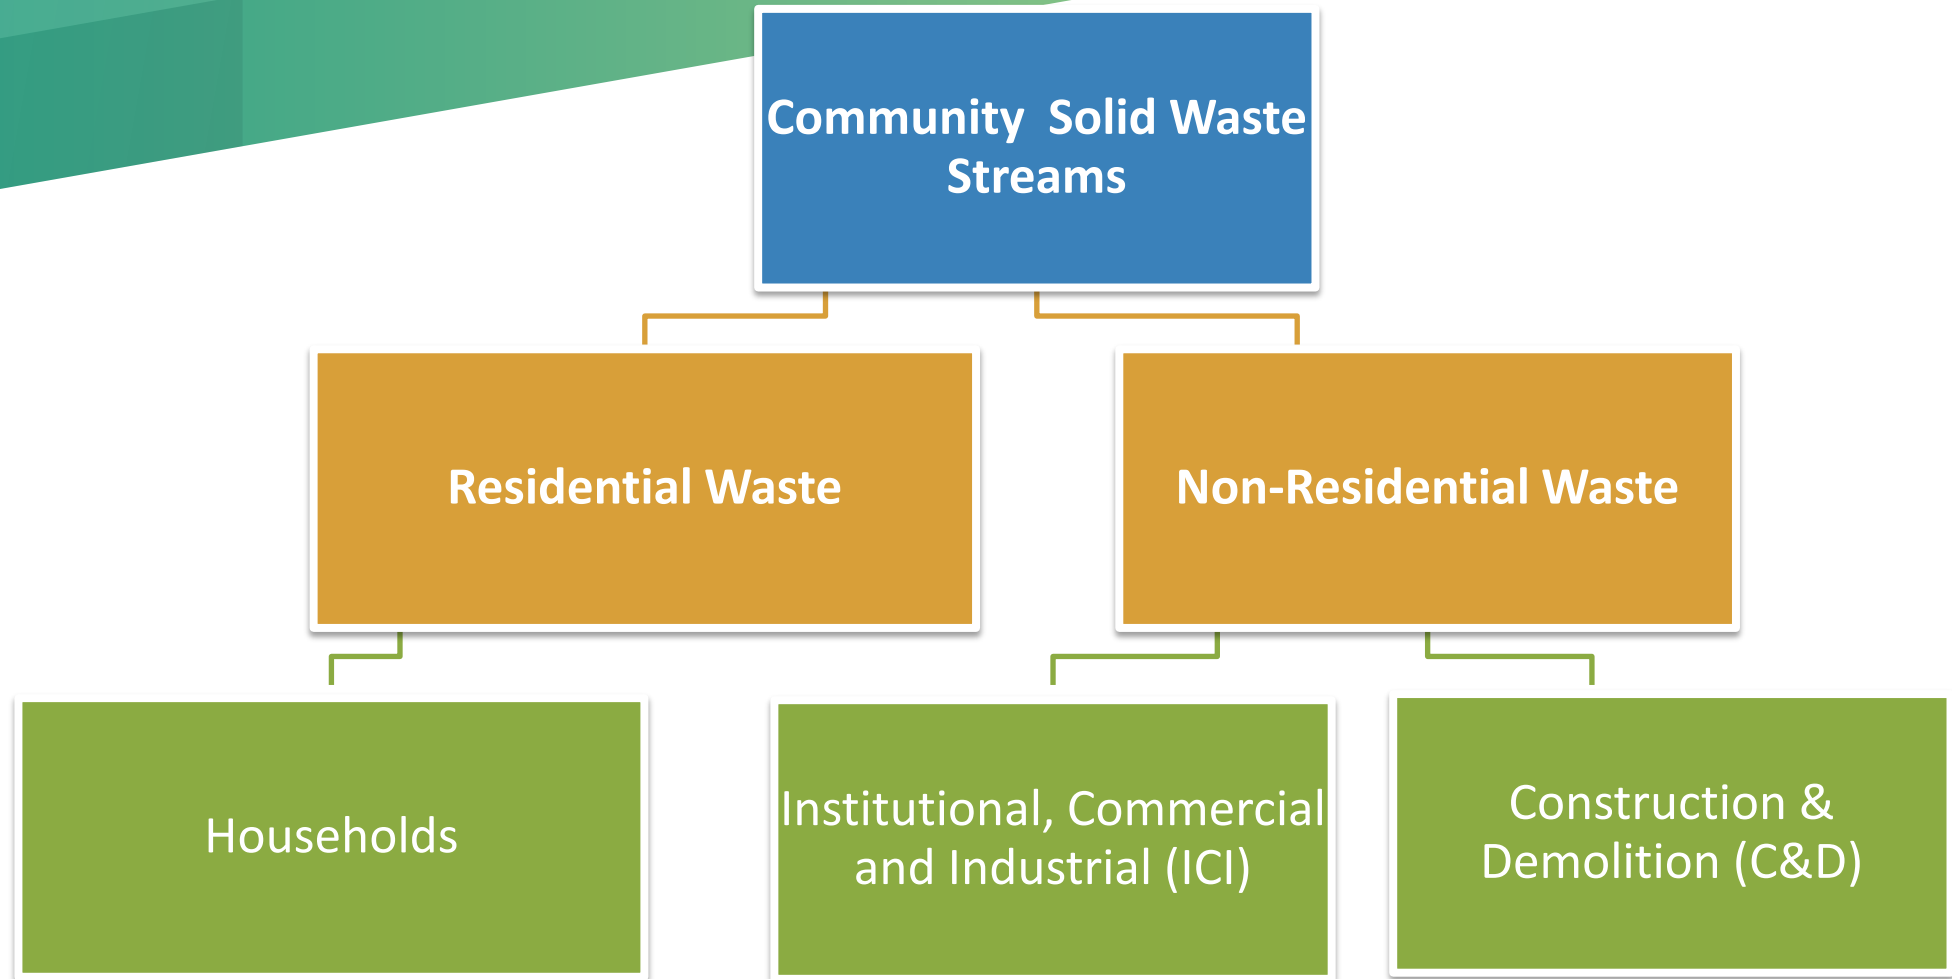 Community  Solid Waste
Streams
Residential Waste
Non-Residential Waste
Households
Institutional, Commercial
and Industrial (ICI)
Construction &
Demolition (C&D)